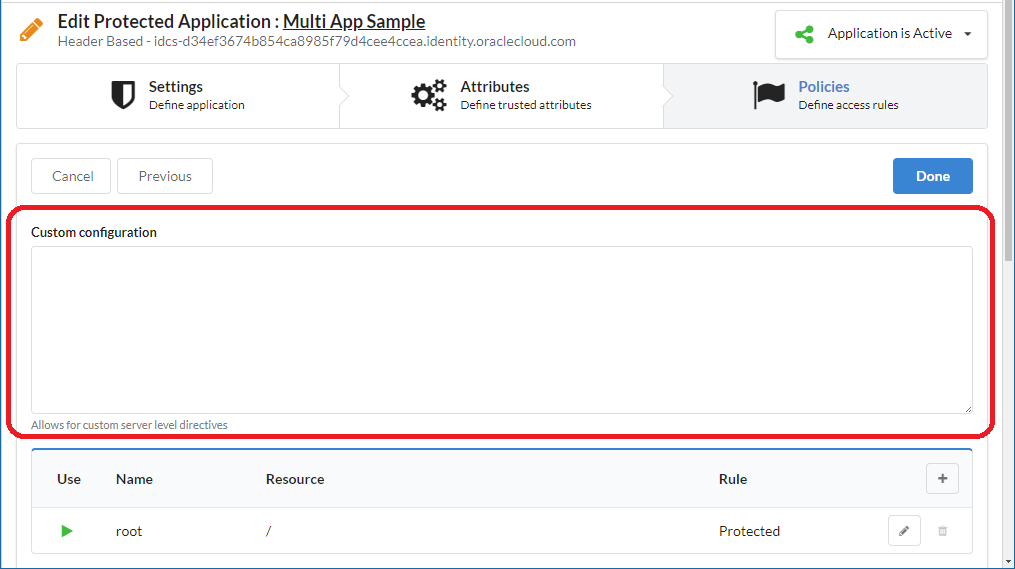 Edit Protected Application : Multi App Sample
Header Based - idcs-d34ef3674b854ca8985f79d4cee4ccea.identity.oraclecloud.com
Application is Active
Settings
Define application
Attributes
Define trusted attributes
Policies
Define access rules
Cancel
Previous
Done
Custom configuration
Allows for custom server level directives
Use Name Resource Rule +
root / Protected